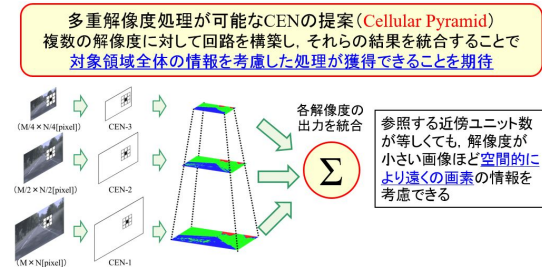 多重解像度処理が可能なCENの提案(Cellular Pyramid)
複数の解像度に対して回路を構築し，それらの結果を統合することで
対象領域全体の情報を考慮した処理が獲得できることを期待
(M/4 × N/4[pixel])
CEN-3
(M/2 × N/2[pixel])
CEN-2
(M × N[pixel])
CEN-1
各解像度の
出力を統合
Σ
参照する近傍ユニット数
が等しくても，解像度が
小さい画像ほど空間的に
より遠くの画素の情報を
考慮できる